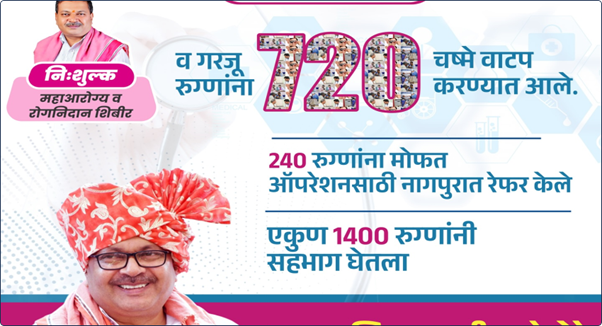 निःशुल्क
महाआरोग्य व
रोगनिदान शिबीर
व गरजू
रुग्णांना
720
चष्मे वाटप
करण्यात आले.
240 रुग्णांना मोफत
ऑपरेशनसाठी नागपुरात रेफर केले
एकुण 1400 रुग्णांनी
सहभाग घेतला